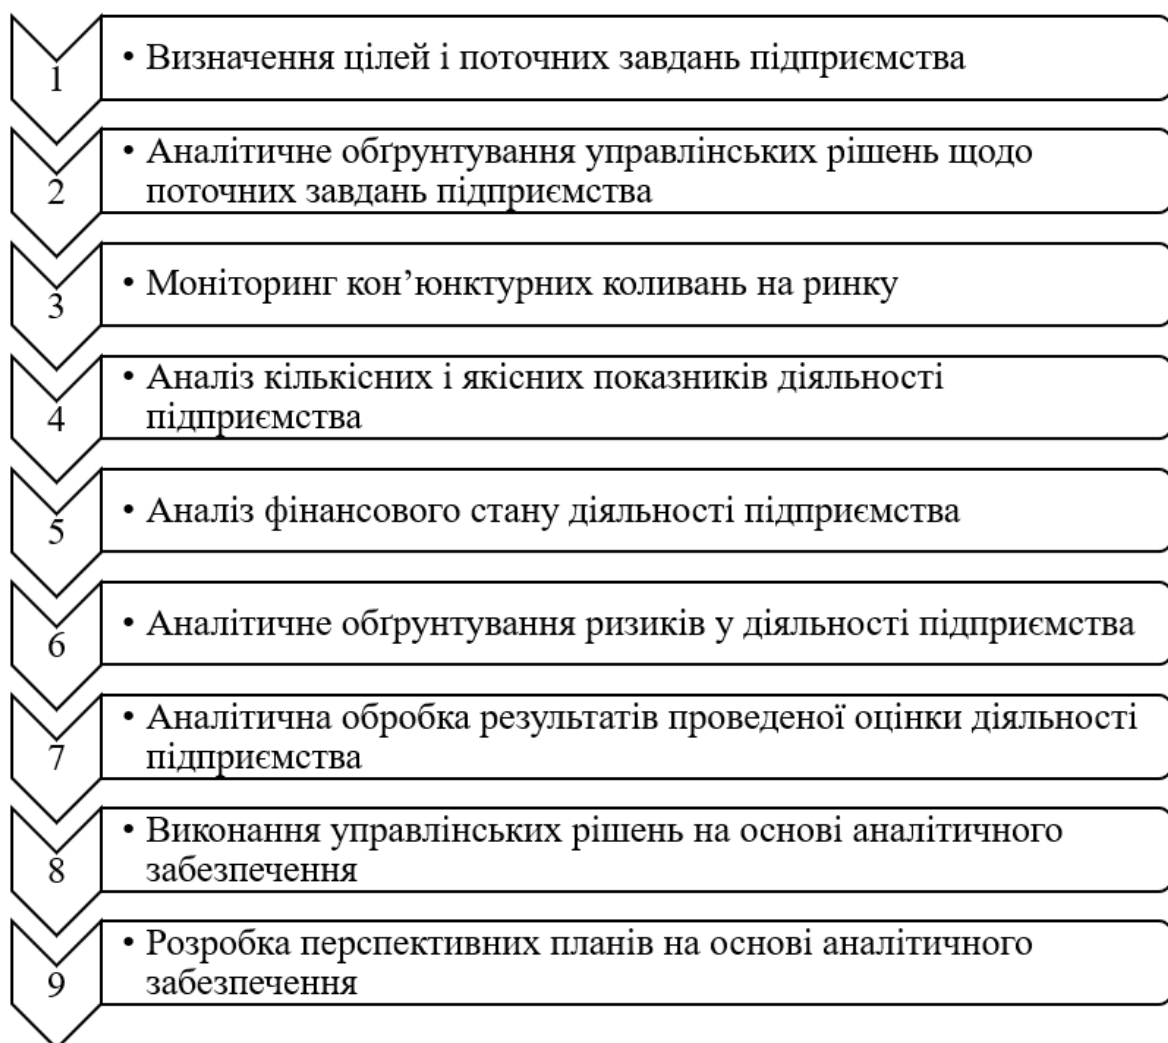 1
• Визначення цілей і поточних завдань підприємства
2
• Аналітичне обґрунтування управлінських рішень щодо
поточних завдань підприємства
3
• Моніторинг кон’юнктурних коливань на ринку
4
• Аналіз кількісних і якісних показників діяльності
підприємства
5
• Аналіз фінансового стану діяльності підприємства
6
• Аналітичне обґрунтування ризиків у діяльності підприємства
7
• Аналітична обробка результатів проведеної оцінки діяльності
підприємства
8
• Виконання управлінських рішень на основі аналітичного
забезпечення
9
• Розробка перспективних планів на основі аналітичного
забезпечення